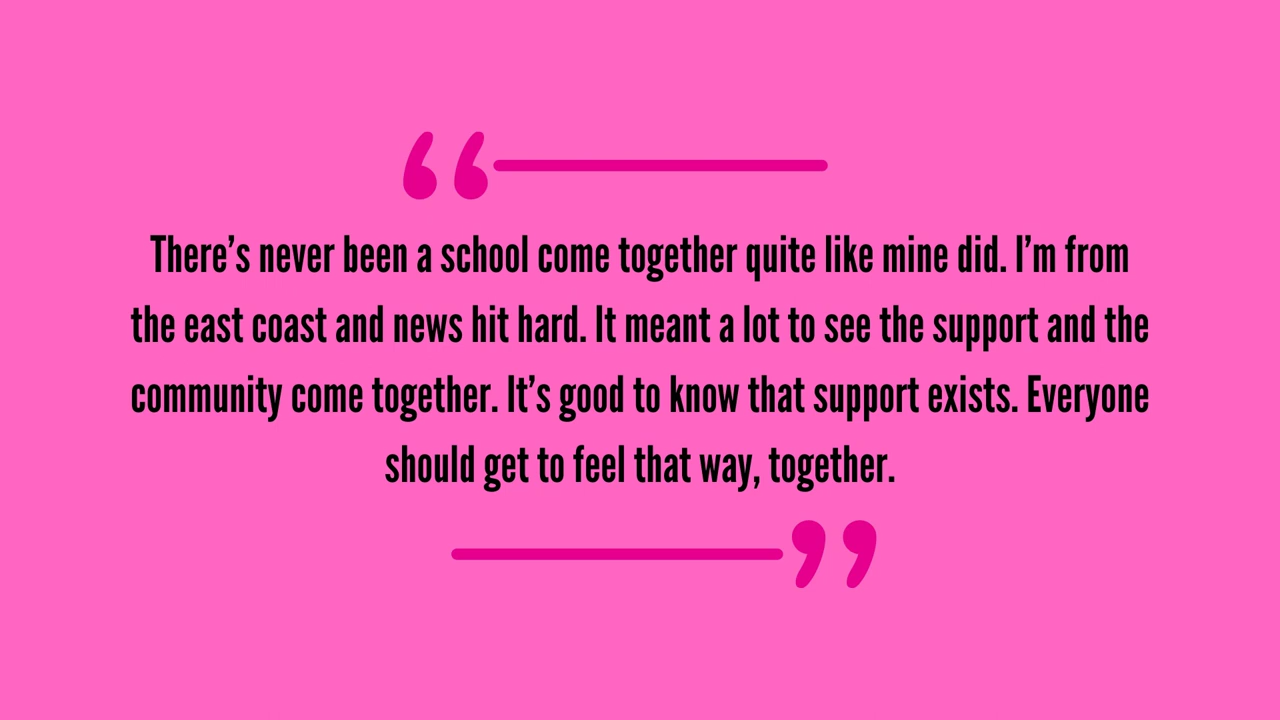 There’s never been a school come together quite like mine did. I’m from
the east coast and news hit hard. It meant a lot to see the support and the
community come together. It’s good to know that support exists. Everyone
should get to feel that way, together.